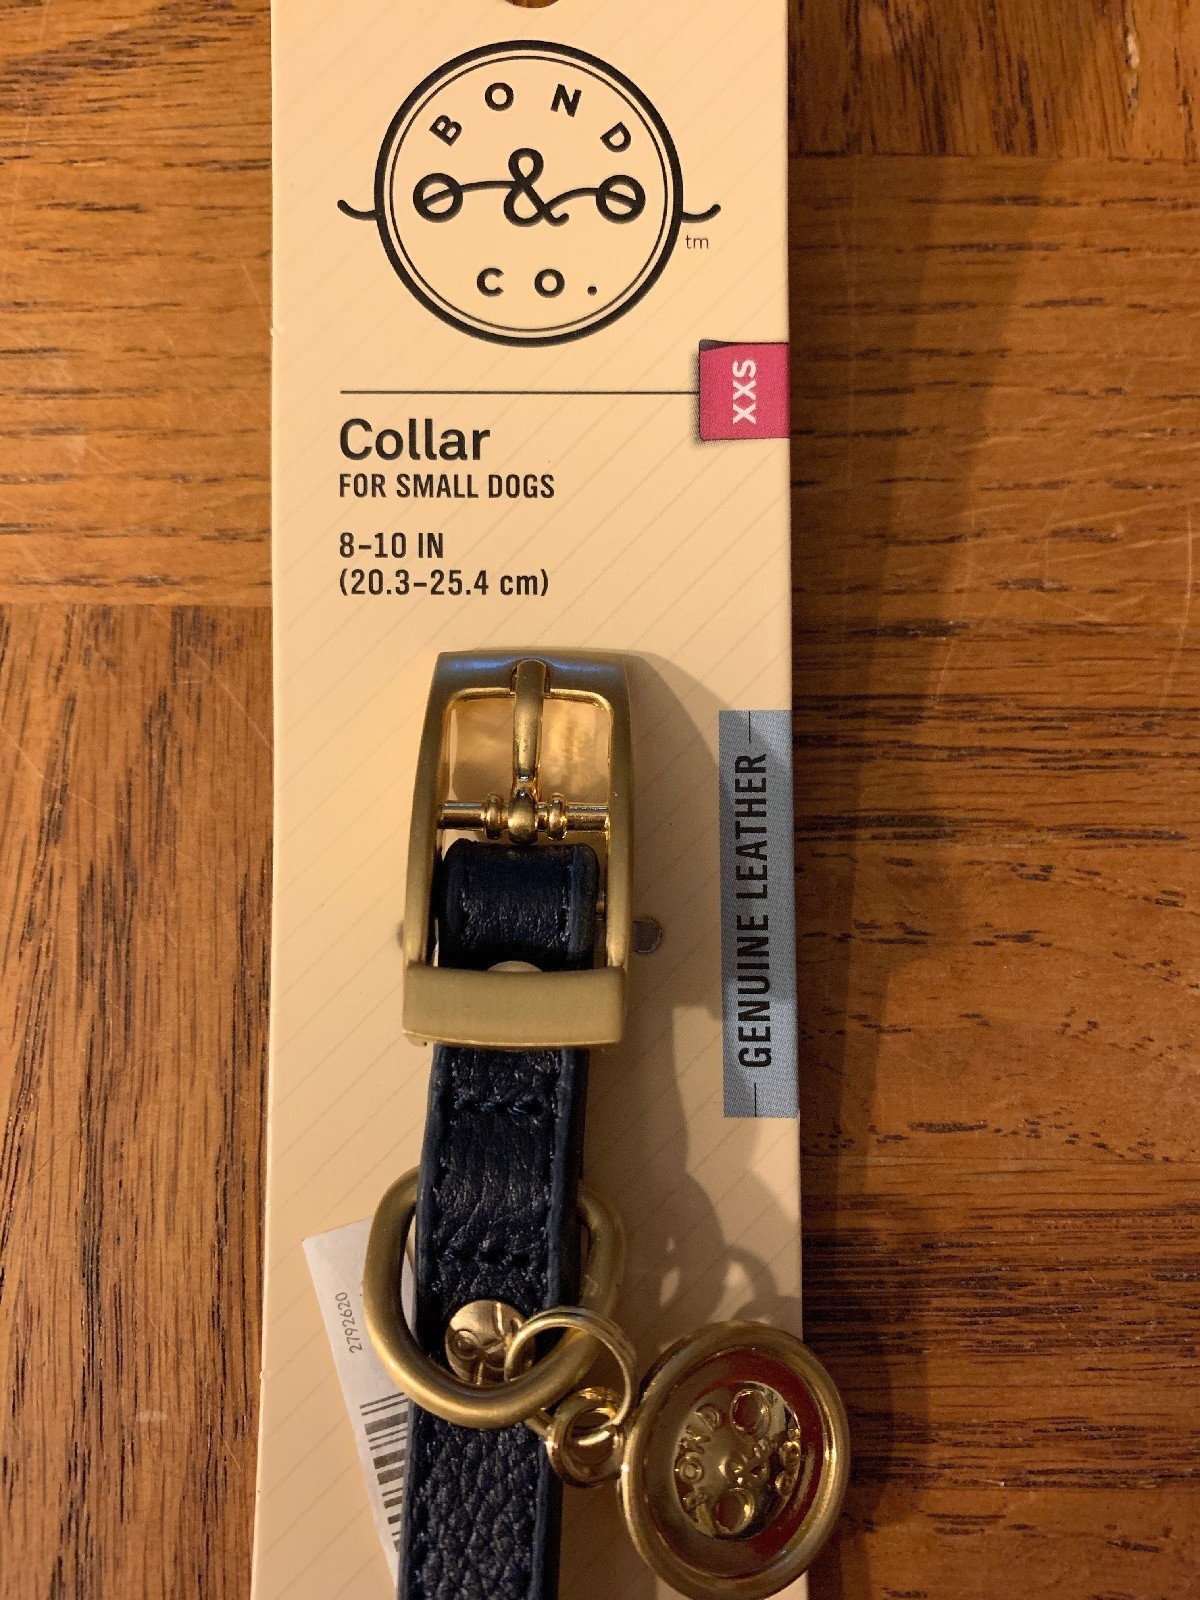 BOND
&
CO.
tm
XXS
Collar
FOR SMALL DOGS
8-10 IN
(20.3-25.4 cm)
GENUINE LEATHER
2792620
BOND
&
CO.